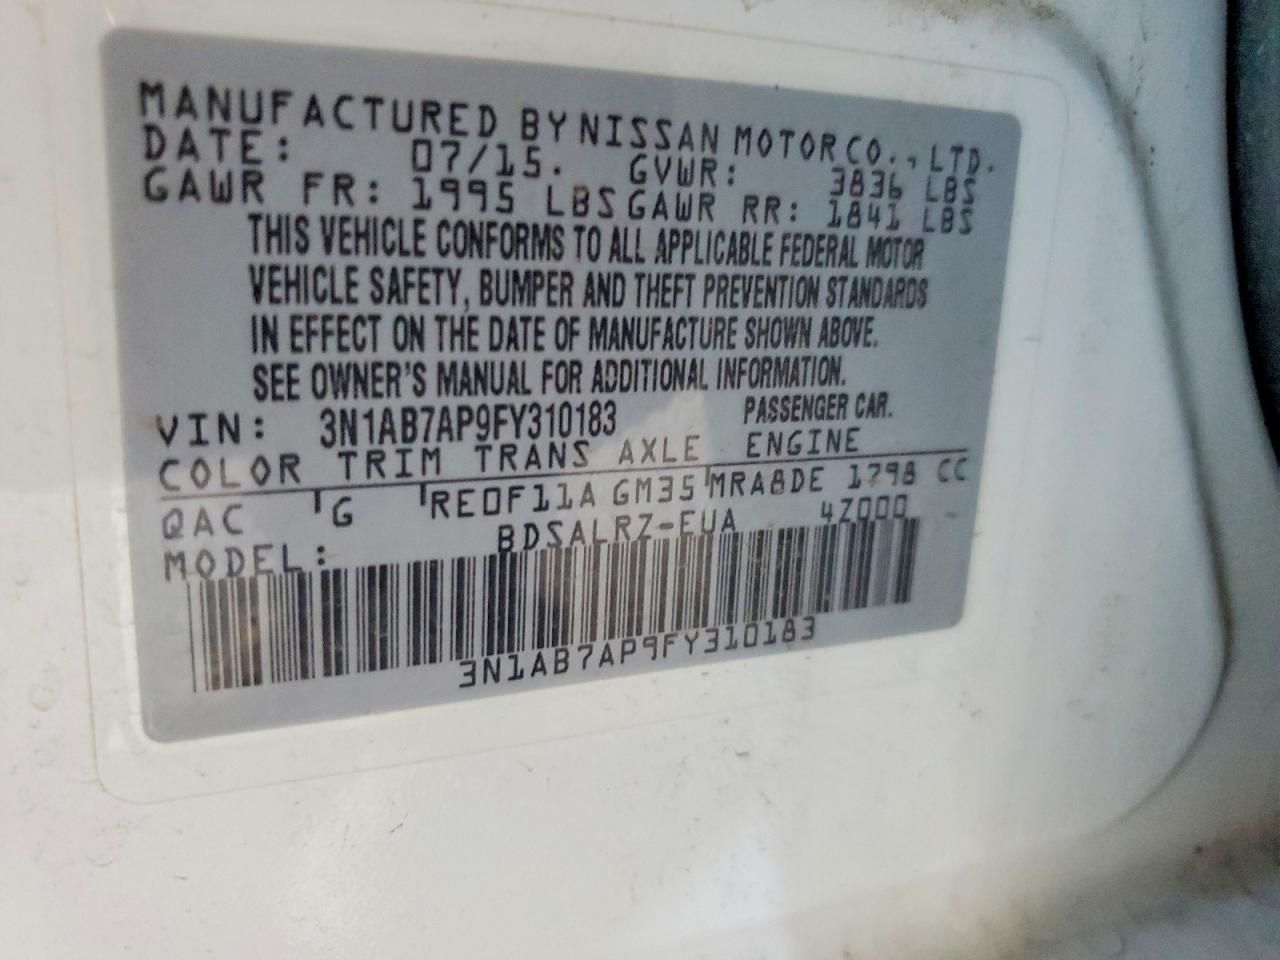 MANUFACTURED BY NISSAN MOTOR CO., LTD.
DATE: 07/15. GVWR: 3836 LBS
GAWR FR: 1995 LBS GAWR RR: 1841 LBS
THIS VEHICLE CONFORMS TO ALL APPLICABLE FEDERAL MOTOR
VEHICLE SAFETY, BUMPER AND THEFT PREVENTION STANDARDS
IN EFFECT ON THE DATE OF MANUFACTURE SHOWN ABOVE.
SEE OWNER'S MANUAL FOR ADDITIONAL INFORMATION.
VIN: 3N1AB7AP9FY310183 PASSENGER CAR.
COLOR TRIM TRANS AXLE ENGINE
QAC G RE0F11A GM35 MRA8DE 1798 CC
MODEL: BDSALRZ-EUA 4Z000
3N1AB7AP9FY310183